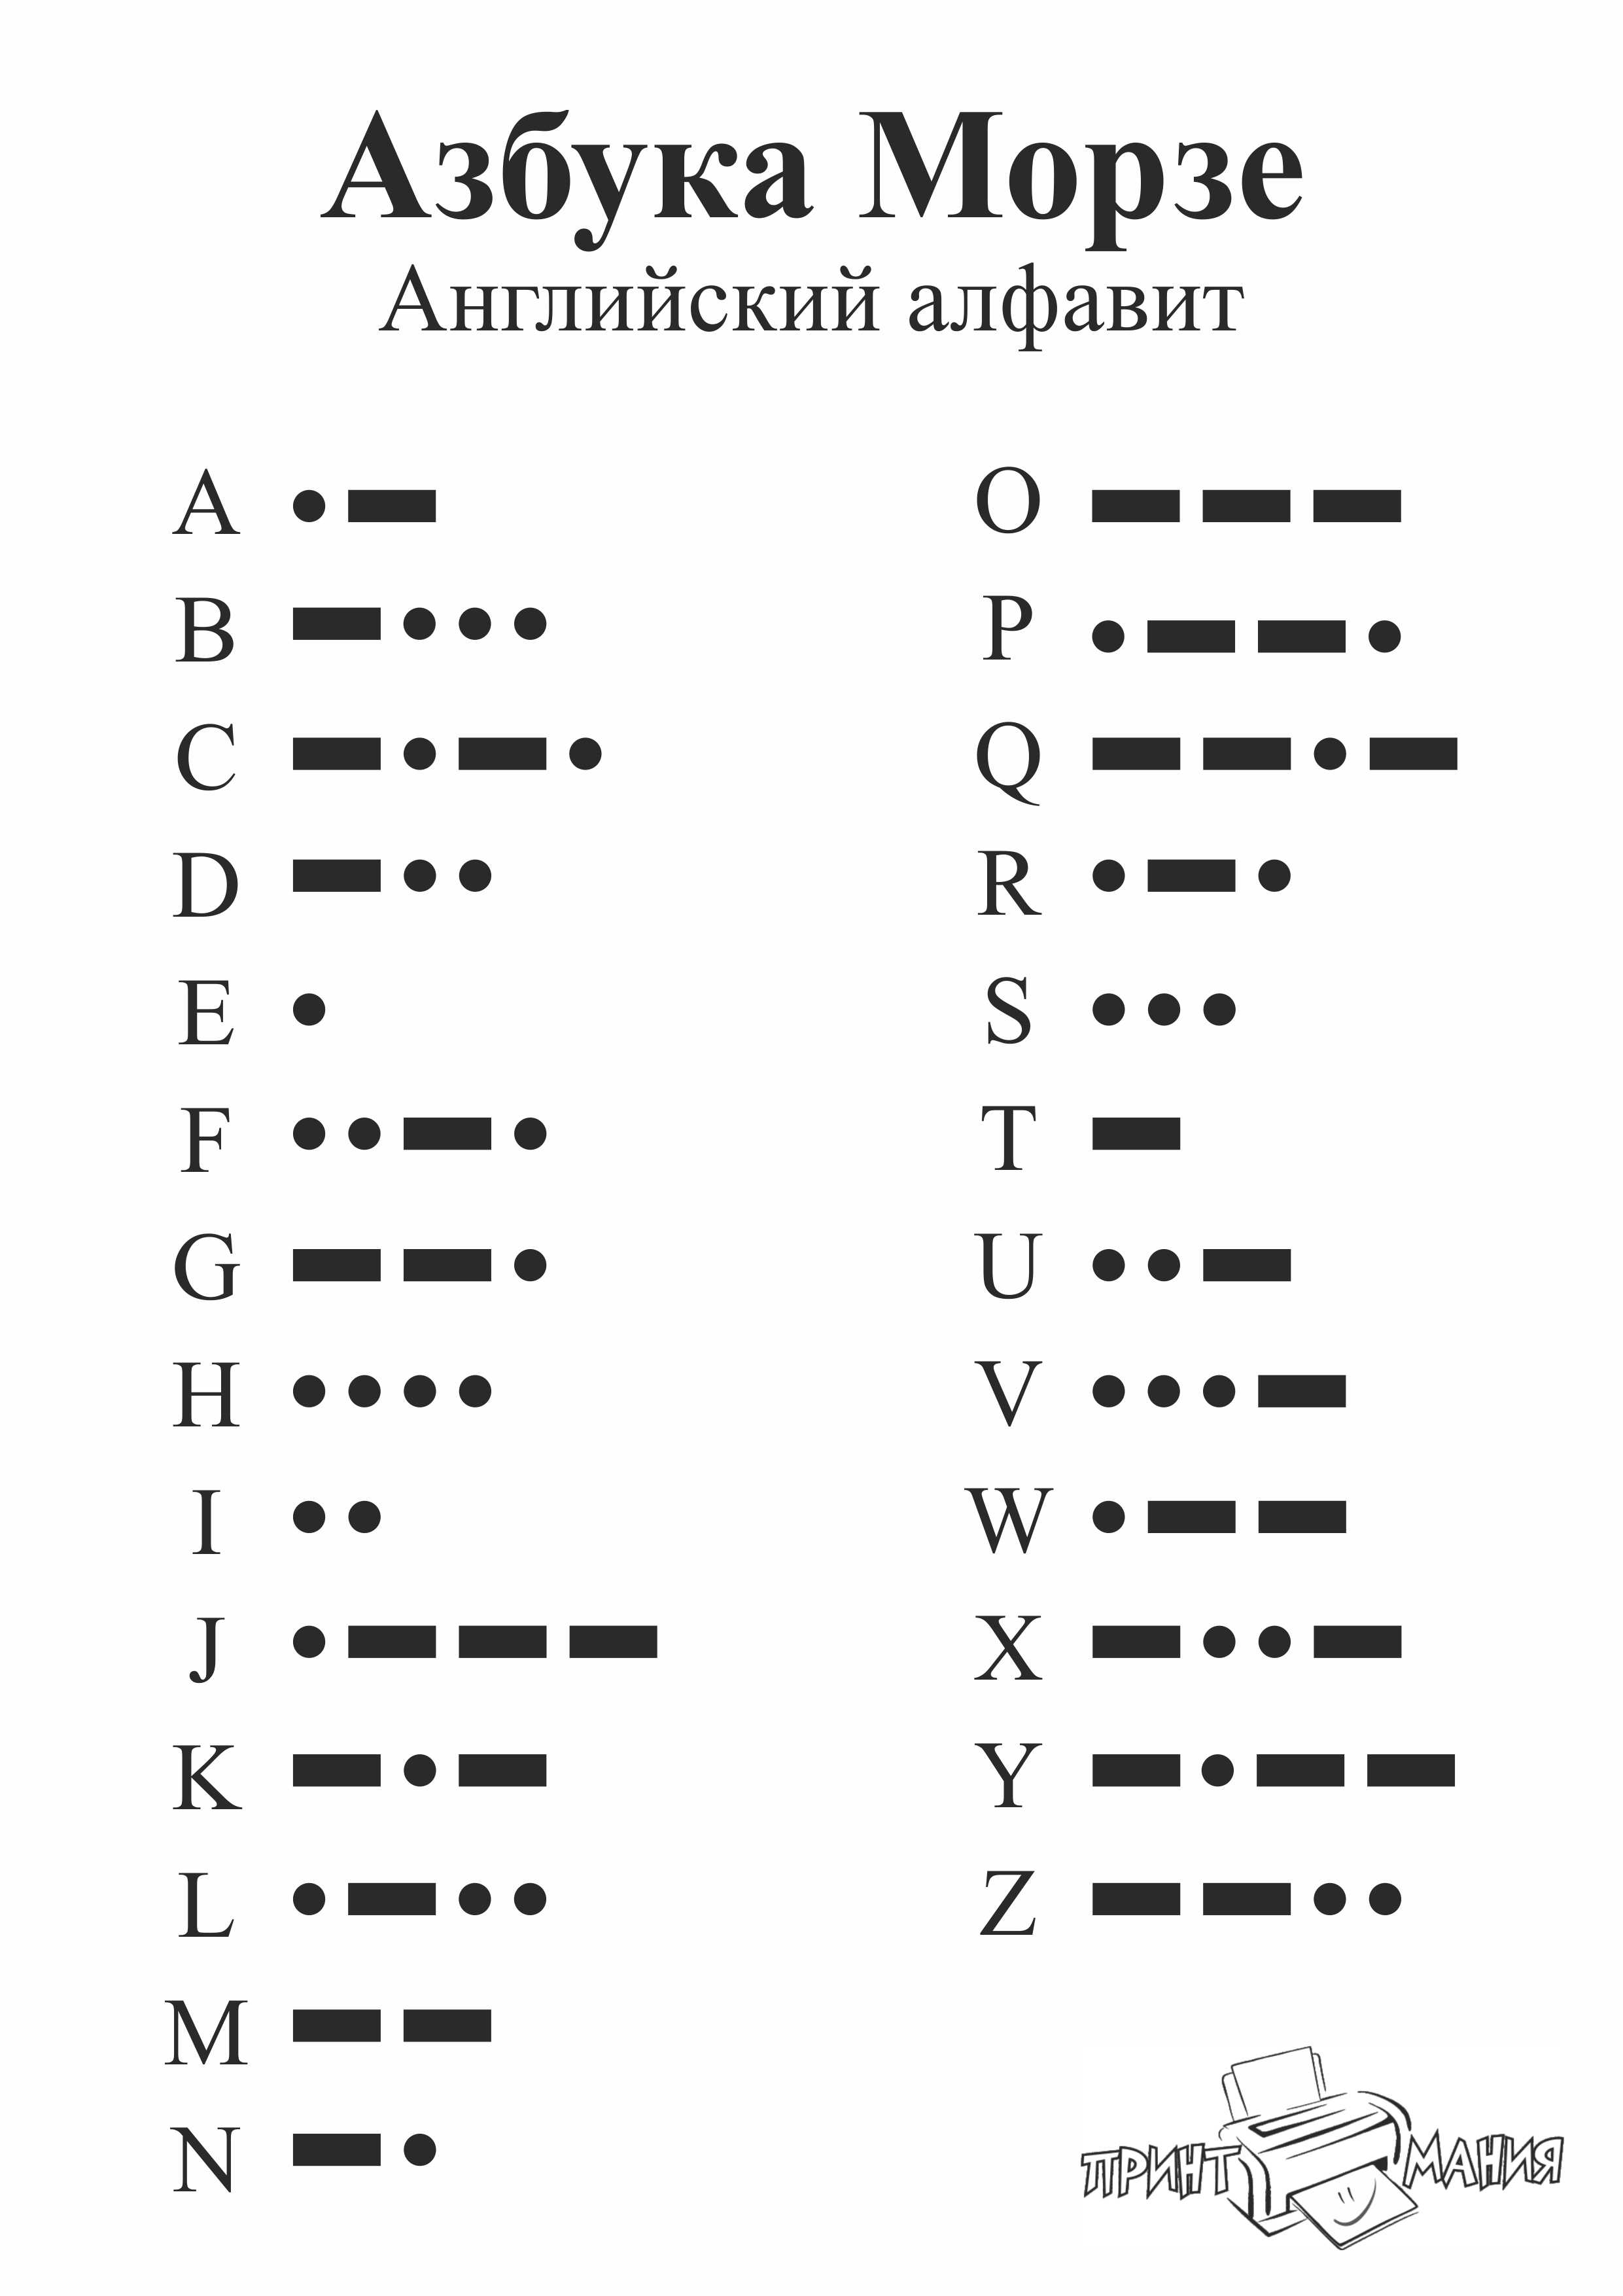 Азбука Морзе
Английский алфавит
A • —
B — • • •
C — • — •
D — • •
E •
F • • — •
G — — •
H • • • •
I • •
J • — — —
K — • —
L • — • •
M — —
N — •
O — — —
P • — — •
Q — — • —
R • — •
S • • •
T —
U • • —
V • • • —
W • — —
X — • • —
Y — • — —
Z — — • •
ПРИНТ МАНИЯ